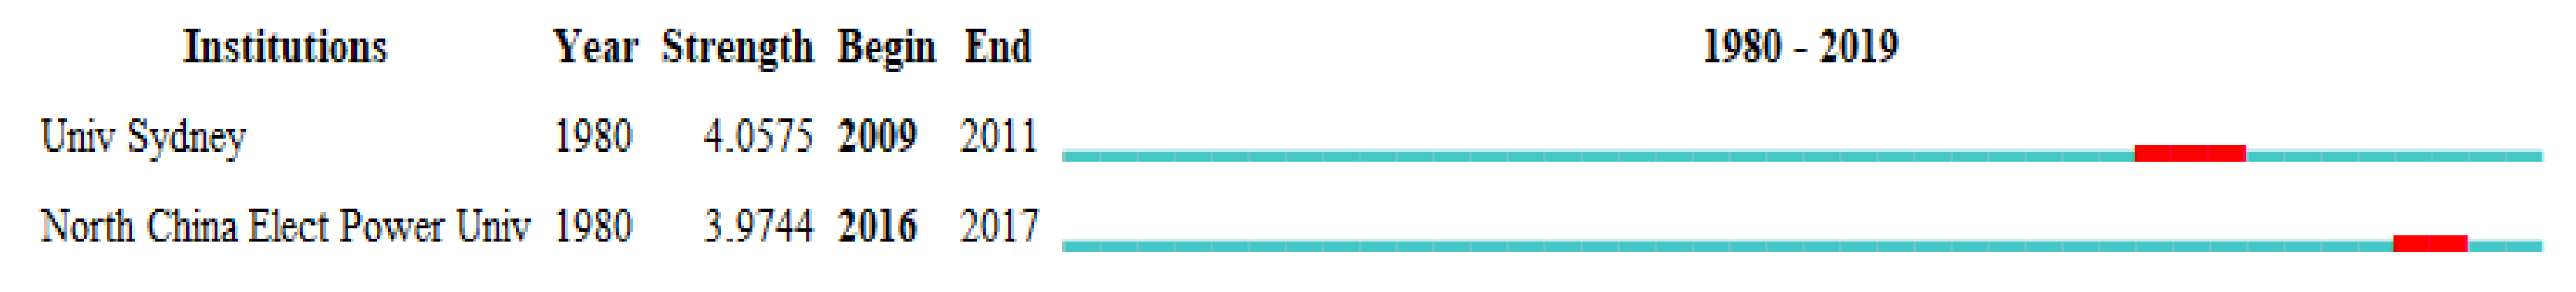 Institutions Year Strength Begin End 1980 - 2019
Univ Sydney 1980 4.0575 2009 2011
North China Elect Power Univ 1980 3.9744 2016 2017